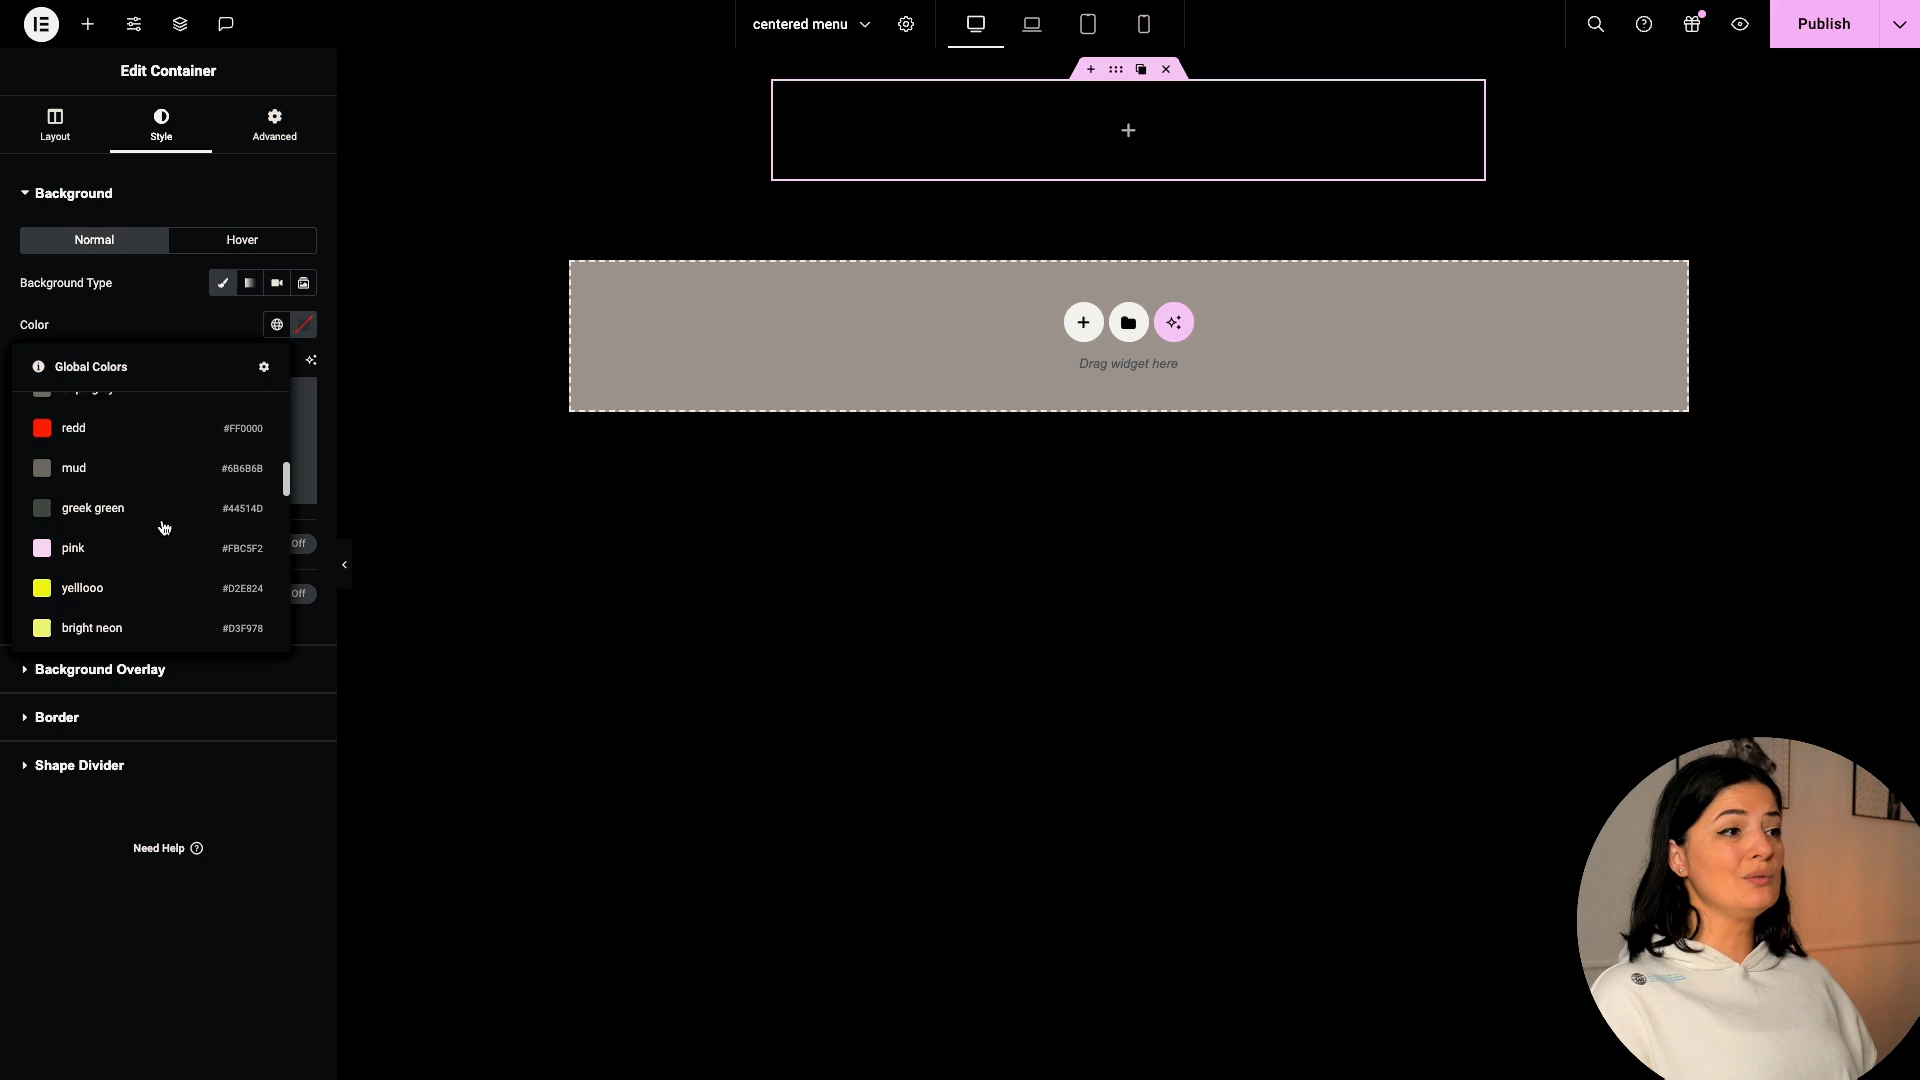 centered menu
Publish
Edit Container
Layout
Style
Advanced
Background
Normal
Hover
Background Type
Color
Global Colors
redd #FF0000
mud #6B6B6B
greek green #44514D
pink #FBC5F2
yelllooo #D2E824
bright neon #D3F978
Off
Off
Background Overlay
Border
Shape Divider
Need Help
Drag widget here